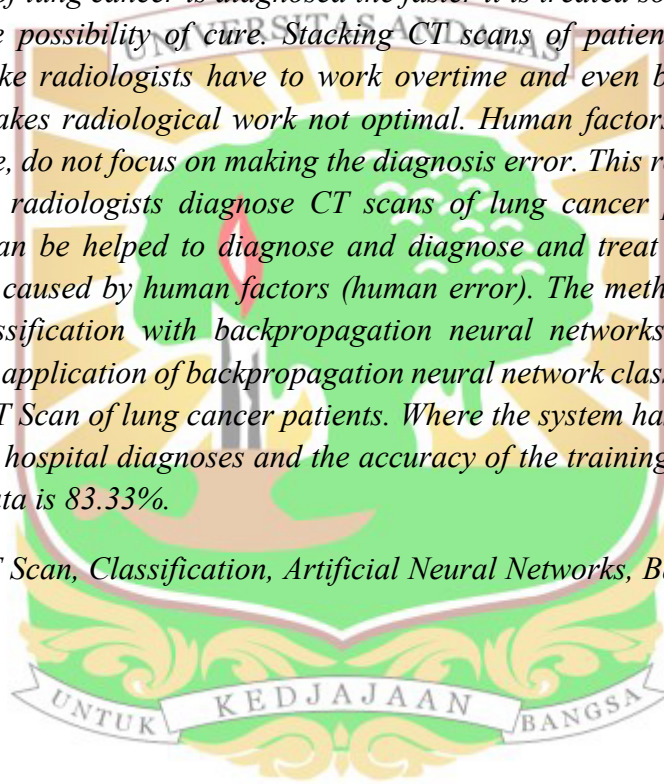 of lung cancer is diagnosed the faster it is treated so
e possibility of cure. Stacking CT scans of patien
UNIVERSITAS ANDALAS
ke radiologists have to work overtime and even b
akes radiological work not optimal. Human factors
e, do not focus on making the diagnosis error. This r
radiologists diagnose CT scans of lung cancer p
an be helped to diagnose and diagnose and treat
caused by human factors (human error). The meth
ssification with backpropagation neural networks
application of backpropagation neural network clas
T Scan of lung cancer patients. Where the system ha
hospital diagnoses and the accuracy of the training
ata is 83.33%.
T Scan, Classification, Artificial Neural Networks, B
UNTUK KEDJAJAAN BANGSA